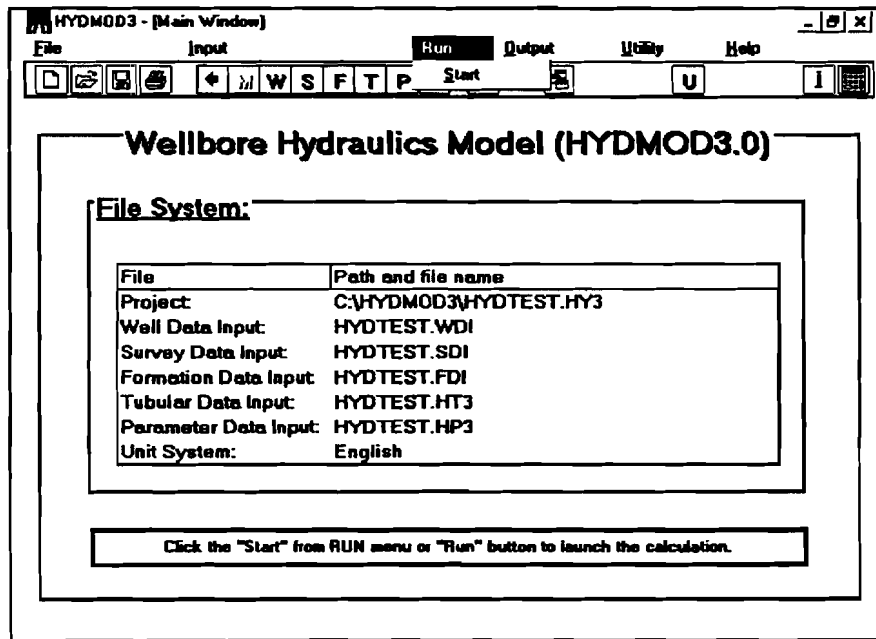 HYDMOD3 - [Main Window]
File Input Run Output Utility Help
W S F T P U i
Start
Wellbore Hydraulics Model (HYDMOD3.0)
File System:
File Path and file name
Project: C:\HYDMOD3\HYDTEST.HY3
Well Data Input: HYDTEST.WDI
Survey Data Input: HYDTEST.SDI
Formation Data Input: HYDTEST.FDI
Tubular Data Input: HYDTEST.HT3
Parameter Data Input: HYDTEST.HP3
Unit System: English
Click the "Start" from RUN menu or "Run" button to launch the calculation.